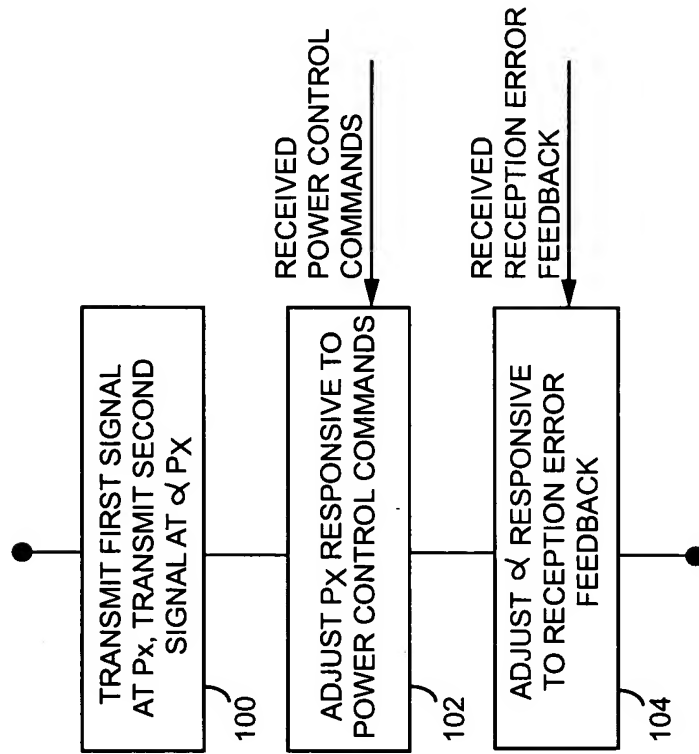 TRANSMIT FIRST SIGNAL
AT Px, TRANSMIT SECOND
SIGNAL AT α Px
100
ADJUST Px RESPONSIVE TO
POWER CONTROL COMMANDS
102
RECEIVED
POWER CONTROL
COMMANDS
ADJUST α RESPONSIVE
TO RECEPTION ERROR
FEEDBACK
104
RECEIVED
RECEPTION ERROR
FEEDBACK